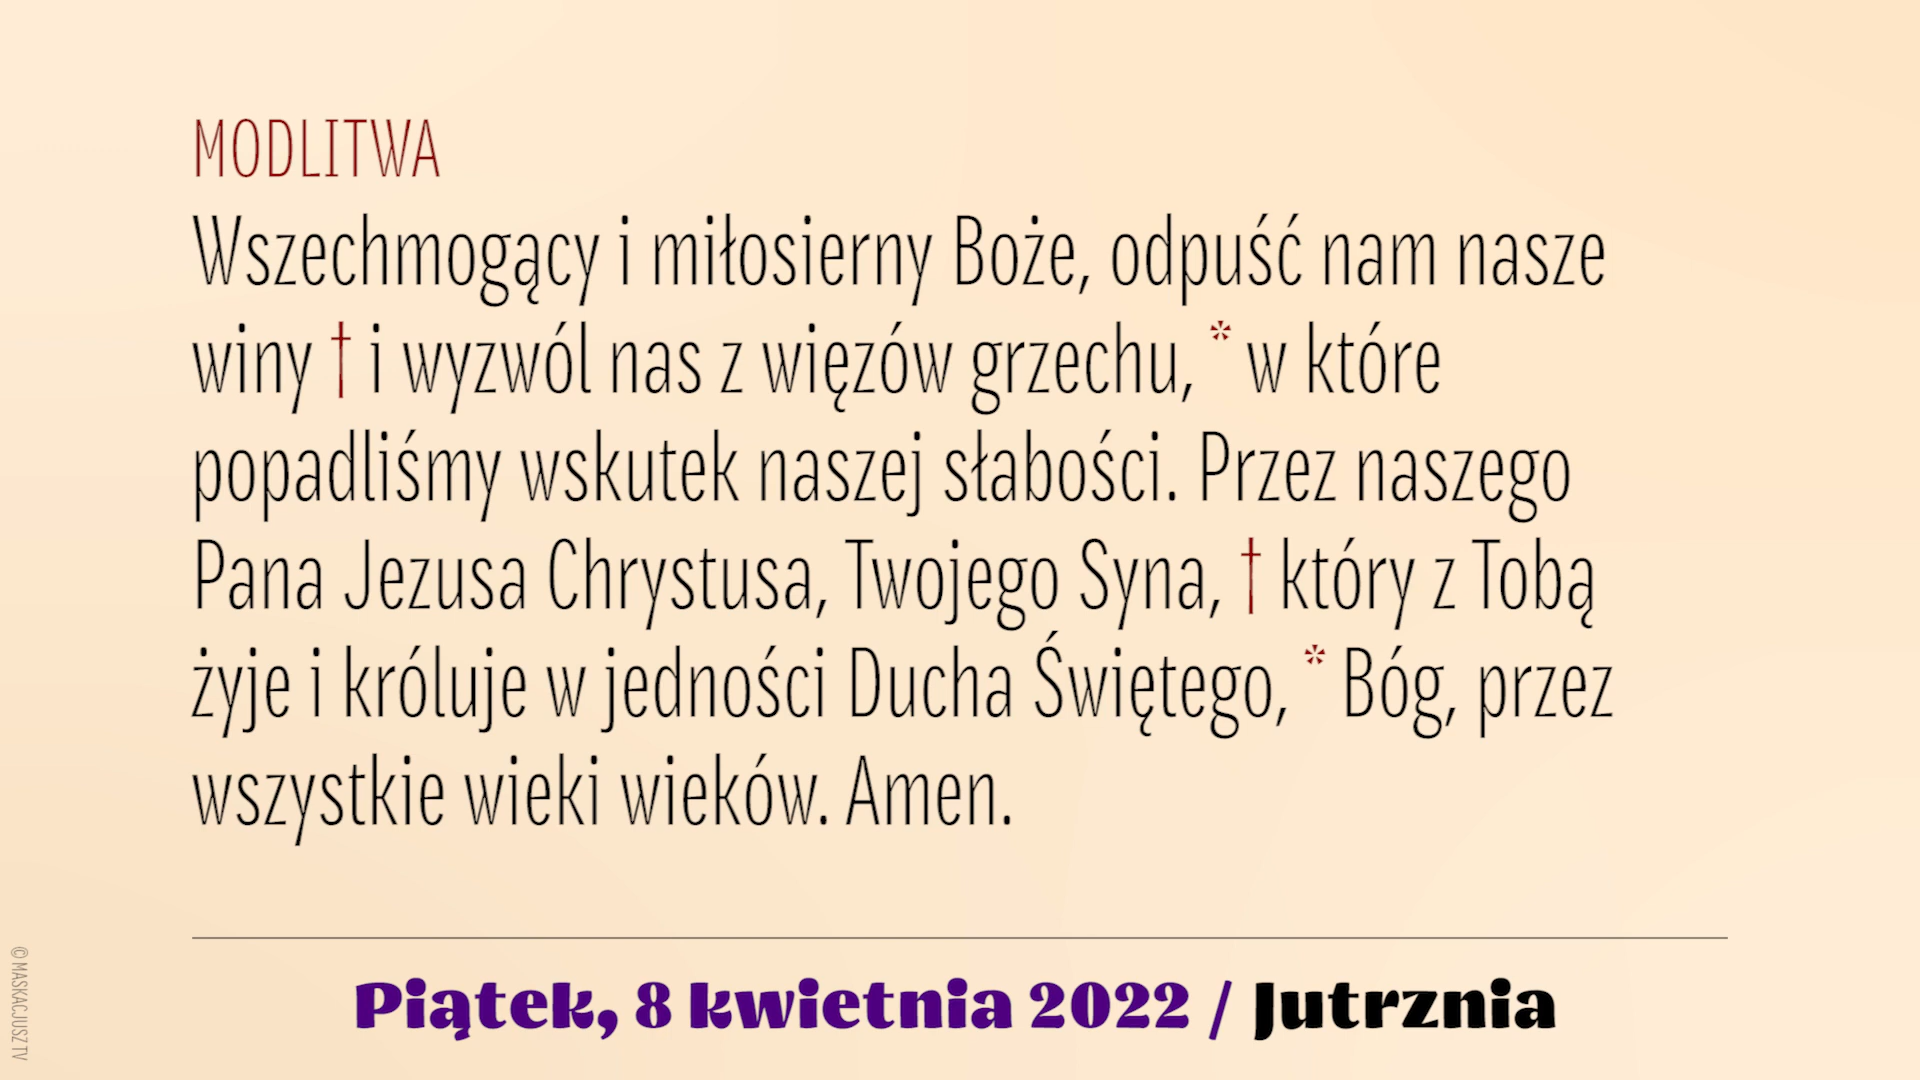 MODLITWA
Wszechmogący i miłosierny Boże, odpuść nam nasze
winy † i wyzwól nas z więzów grzechu, * w które
popadliśmy wskutek naszej słabości. Przez naszego
Pana Jezusa Chrystusa, Twojego Syna, † który z Tobą
żyje i króluje w jedności Ducha Świętego, * Bóg, przez
wszystkie wieki wieków. Amen.
Piątek, 8 kwietnia 2022 / Jutrznia
© MASKACJUSZ TV